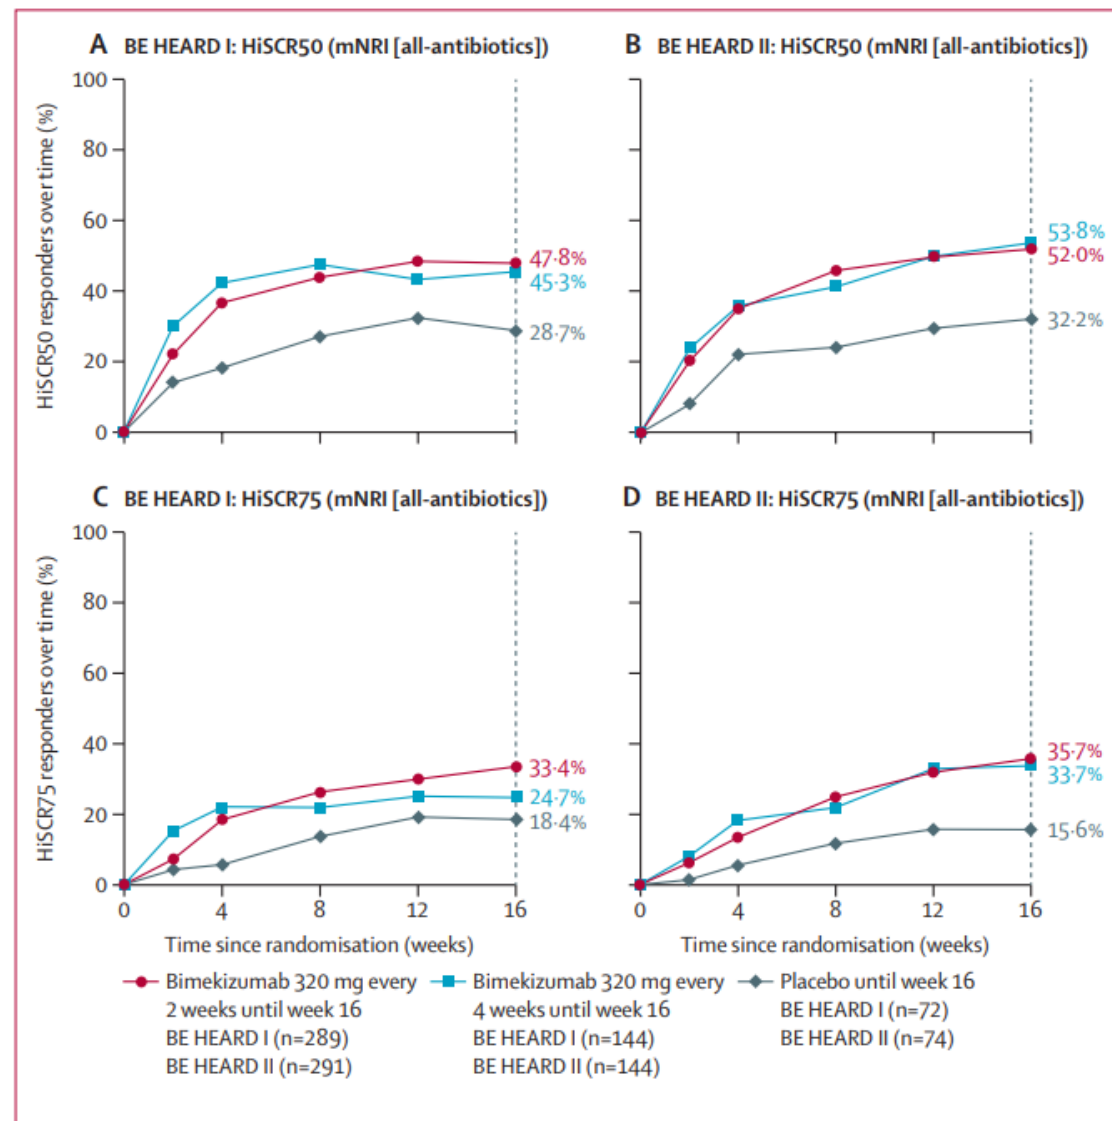 A BE HEARD I: HiSCR50 (mNRI [all-antibiotics])
HiSCR50 responders over time (%)
100
80
60
40
20
0
47·8%
45·3%
28·7%
B BE HEARD II: HiSCR50 (mNRI [all-antibiotics])
53·8%
52·0%
32·2%
C BE HEARD I: HiSCR75 (mNRI [all-antibiotics])
HiSCR75 responders over time (%)
100
80
60
40
20
0
33·4%
24·7%
18·4%
0 4 8 12 16
Time since randomisation (weeks)
D BE HEARD II: HiSCR75 (mNRI [all-antibiotics])
35·7%
33·7%
15·6%
0 4 8 12 16
Time since randomisation (weeks)
Bimekizumab 320 mg every
2 weeks until week 16
BE HEARD I (n=289)
BE HEARD II (n=291)
Bimekizumab 320 mg every
4 weeks until week 16
BE HEARD I (n=144)
BE HEARD II (n=144)
Placebo until week 16
BE HEARD I (n=72)
BE HEARD II (n=74)